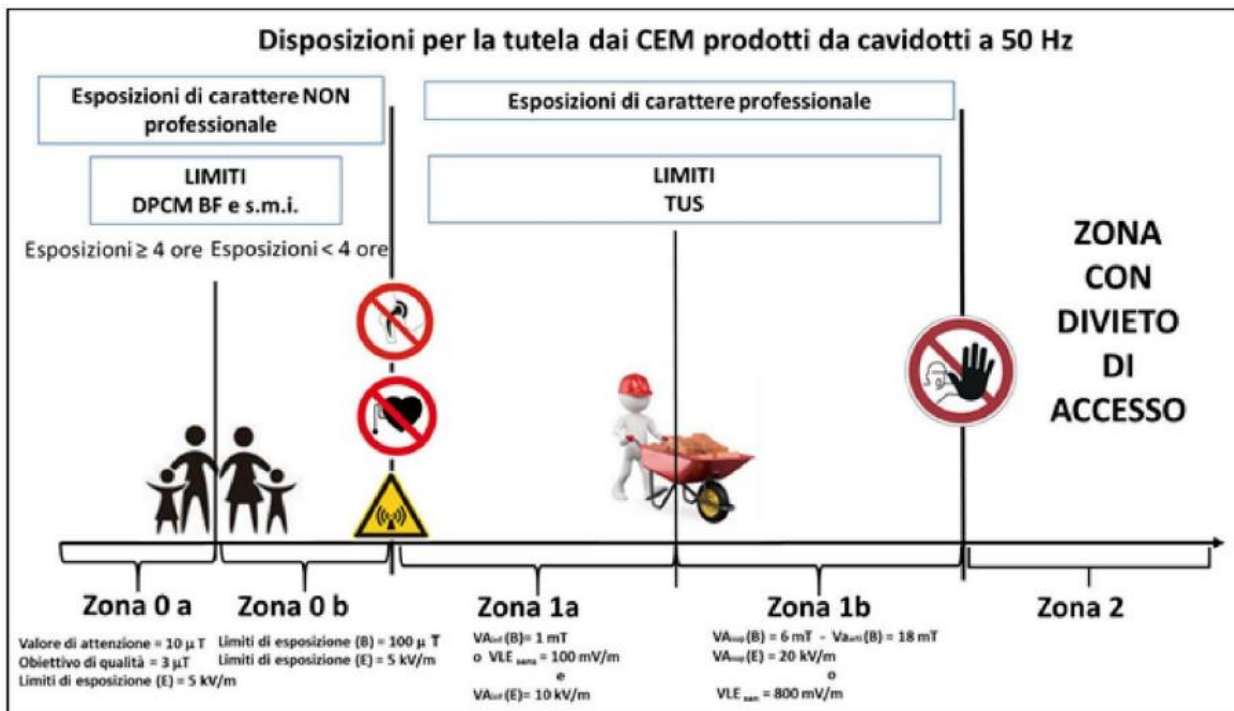 Disposizioni per la tutela dai CEM prodotti da cavidotti a 50 Hz
Esposizioni di carattere NON
professionale
Esposizioni di carattere professionale
LIMITI
DPCM BF e s.m.i.
LIMITI
TUS
Esposizioni ≥ 4 ore Esposizioni < 4 ore
ZONA
CON
DIVIETO
DI
ACCESSO
Zona 0 a
Valore di attenzione = 10 µ T
Obiettivo di qualità = 3 µT
Limiti di esposizione (E) = 5 kV/m
Zona 0 b
Limiti di esposizione (B) = 100 µ T
Limiti di esposizione (E) = 5 kV/m
Zona 1a
VAinf (B)= 1 mT
o VLE sens = 100 mV/m
e
VAinf (E)= 10 kV/m
Zona 1b
VAsup (B)= 6 mT - Vaarti (B)= 18 mT
VAsup (E)= 20 kV/m
o
VLE san = 800 mV/m
Zona 2